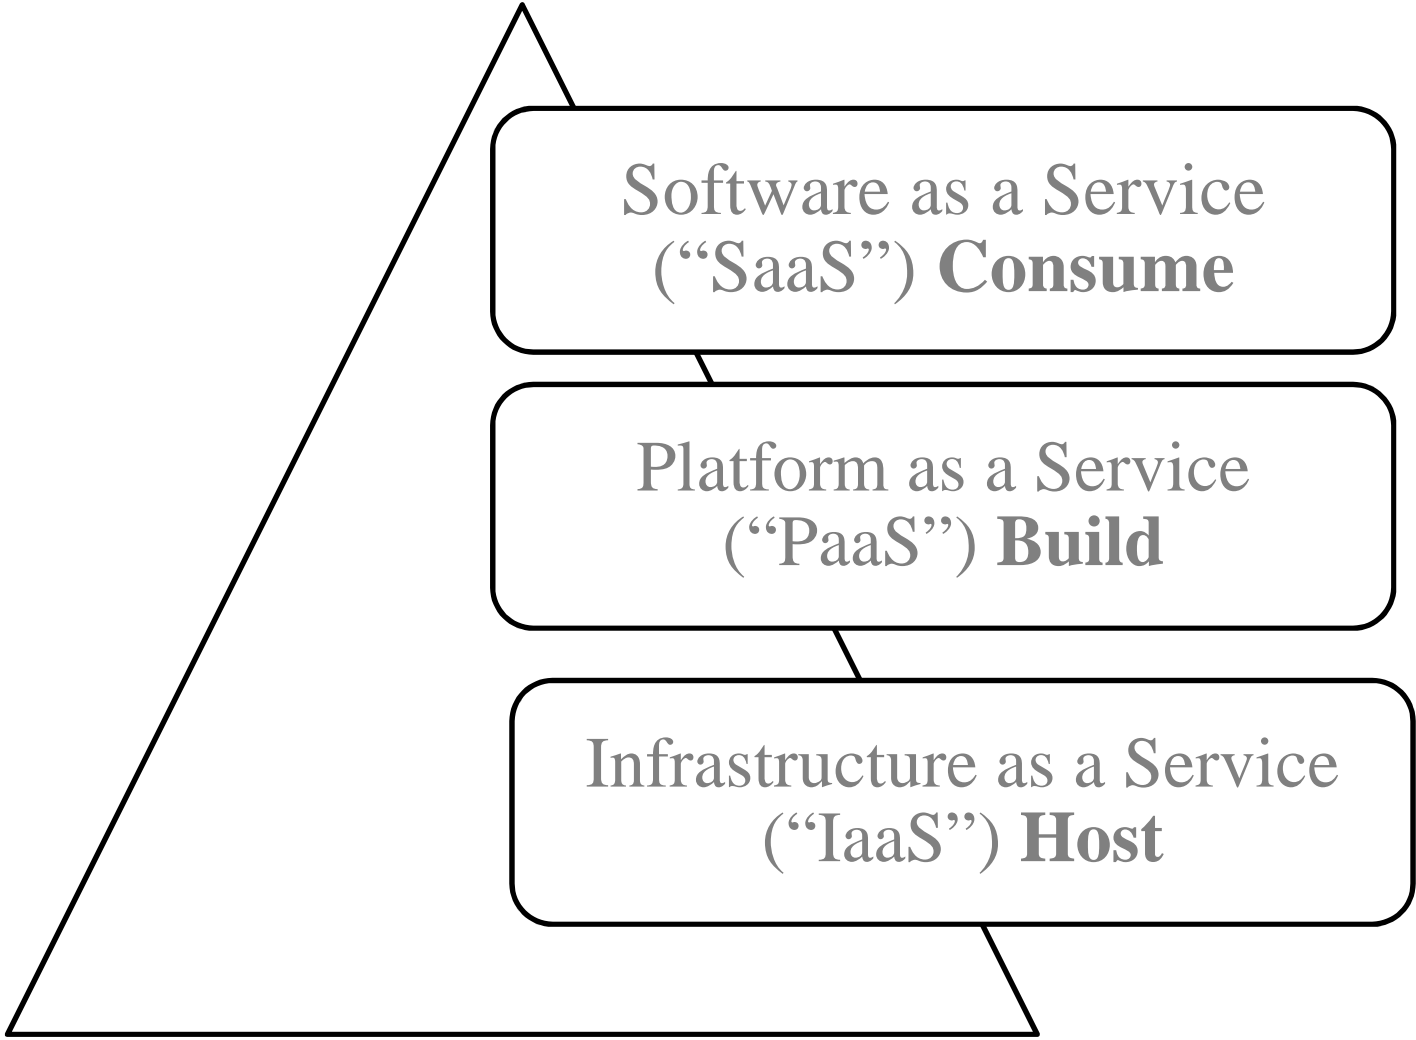 Software as a Service
(“SaaS”) Consume
Platform as a Service
(“PaaS”) Build
Infrastructure as a Service
(“IaaS”) Host